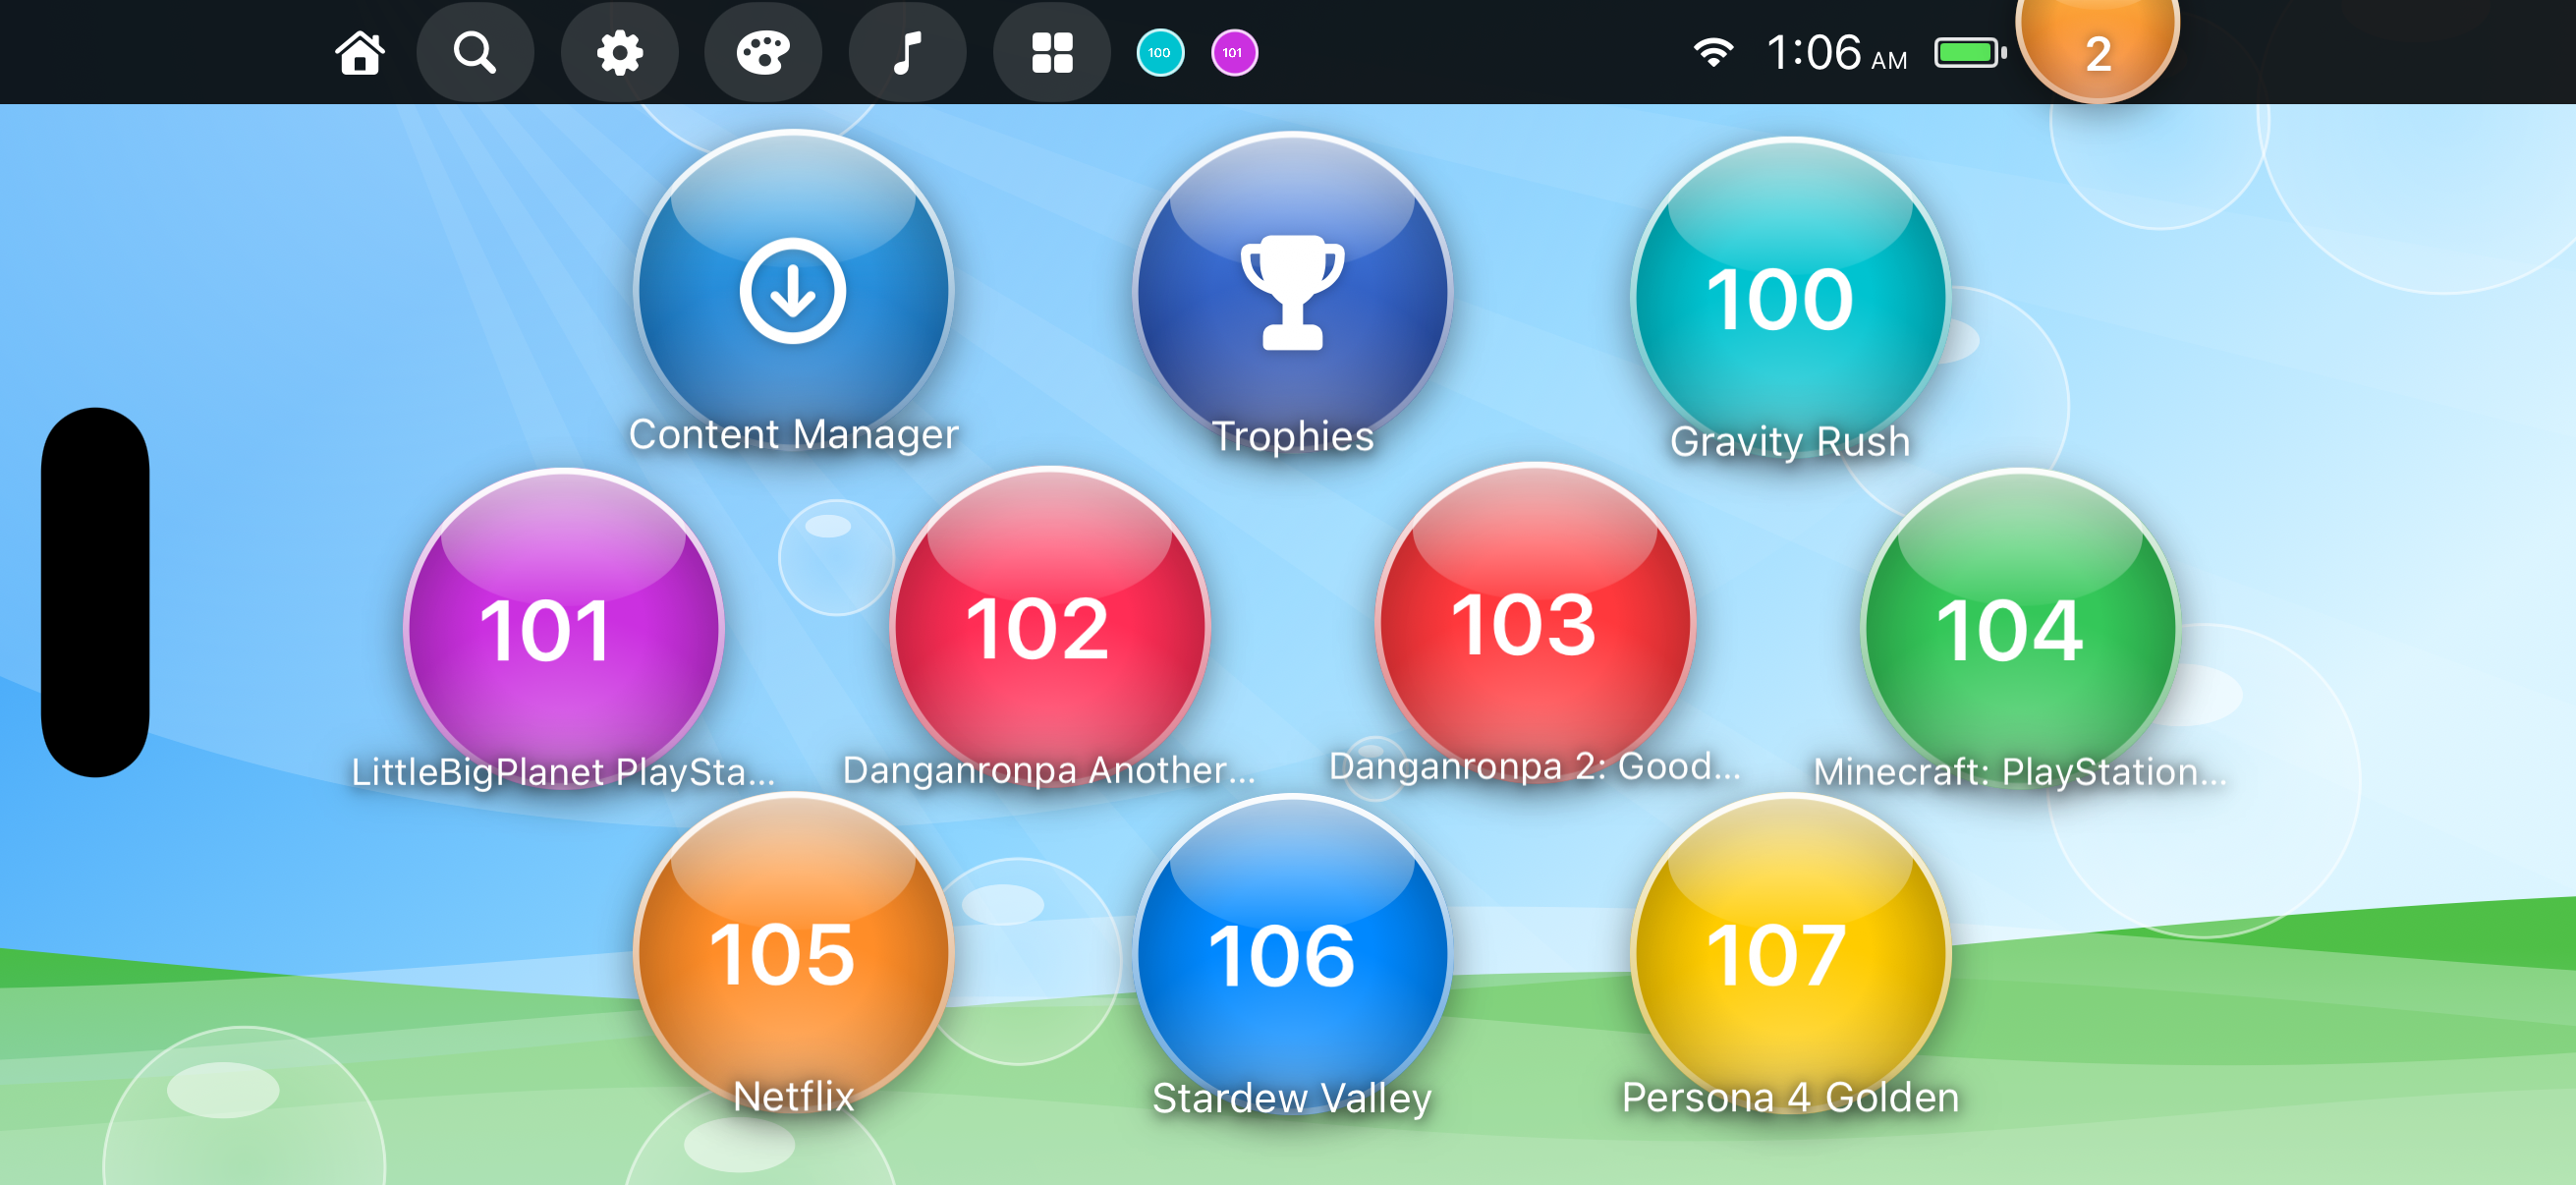 100 101 1:06 AM 2
Content Manager
Trophies
100
Gravity Rush
101
LittleBigPlanet PlaySta...
102
Danganronpa Another...
103
Danganronpa 2: Good...
104
Minecraft: PlayStation...
105
Netflix
106
Stardew Valley
107
Persona 4 Golden